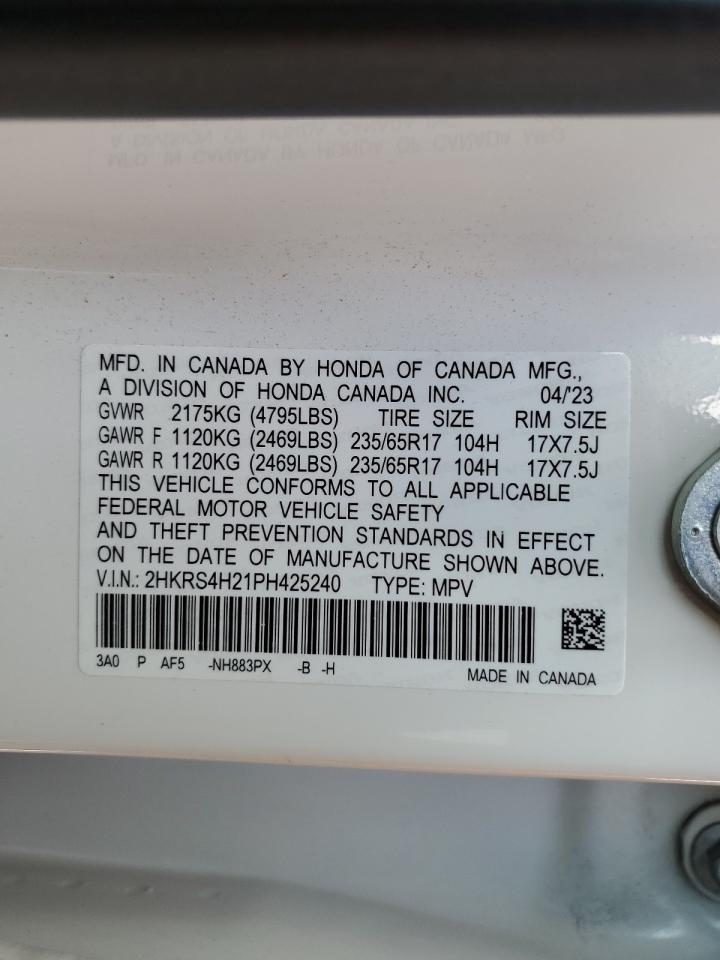 MFD. IN CANADA BY HONDA OF CANADA MFG.,
A DIVISION OF HONDA CANADA INC. 04/'23
GVWR 2175KG (4795LBS) TIRE SIZE RIM SIZE
GAWR F 1120KG (2469LBS) 235/65R17 104H 17X7.5J
GAWR R 1120KG (2469LBS) 235/65R17 104H 17X7.5J
THIS VEHICLE CONFORMS TO ALL APPLICABLE
FEDERAL MOTOR VEHICLE SAFETY
AND THEFT PREVENTION STANDARDS IN EFFECT
ON THE DATE OF MANUFACTURE SHOWN ABOVE.
V.I.N.: 2HKRS4H21PH425240 TYPE: MPV
3A0 P AF5 -NH883PX -B -H
MADE IN CANADA